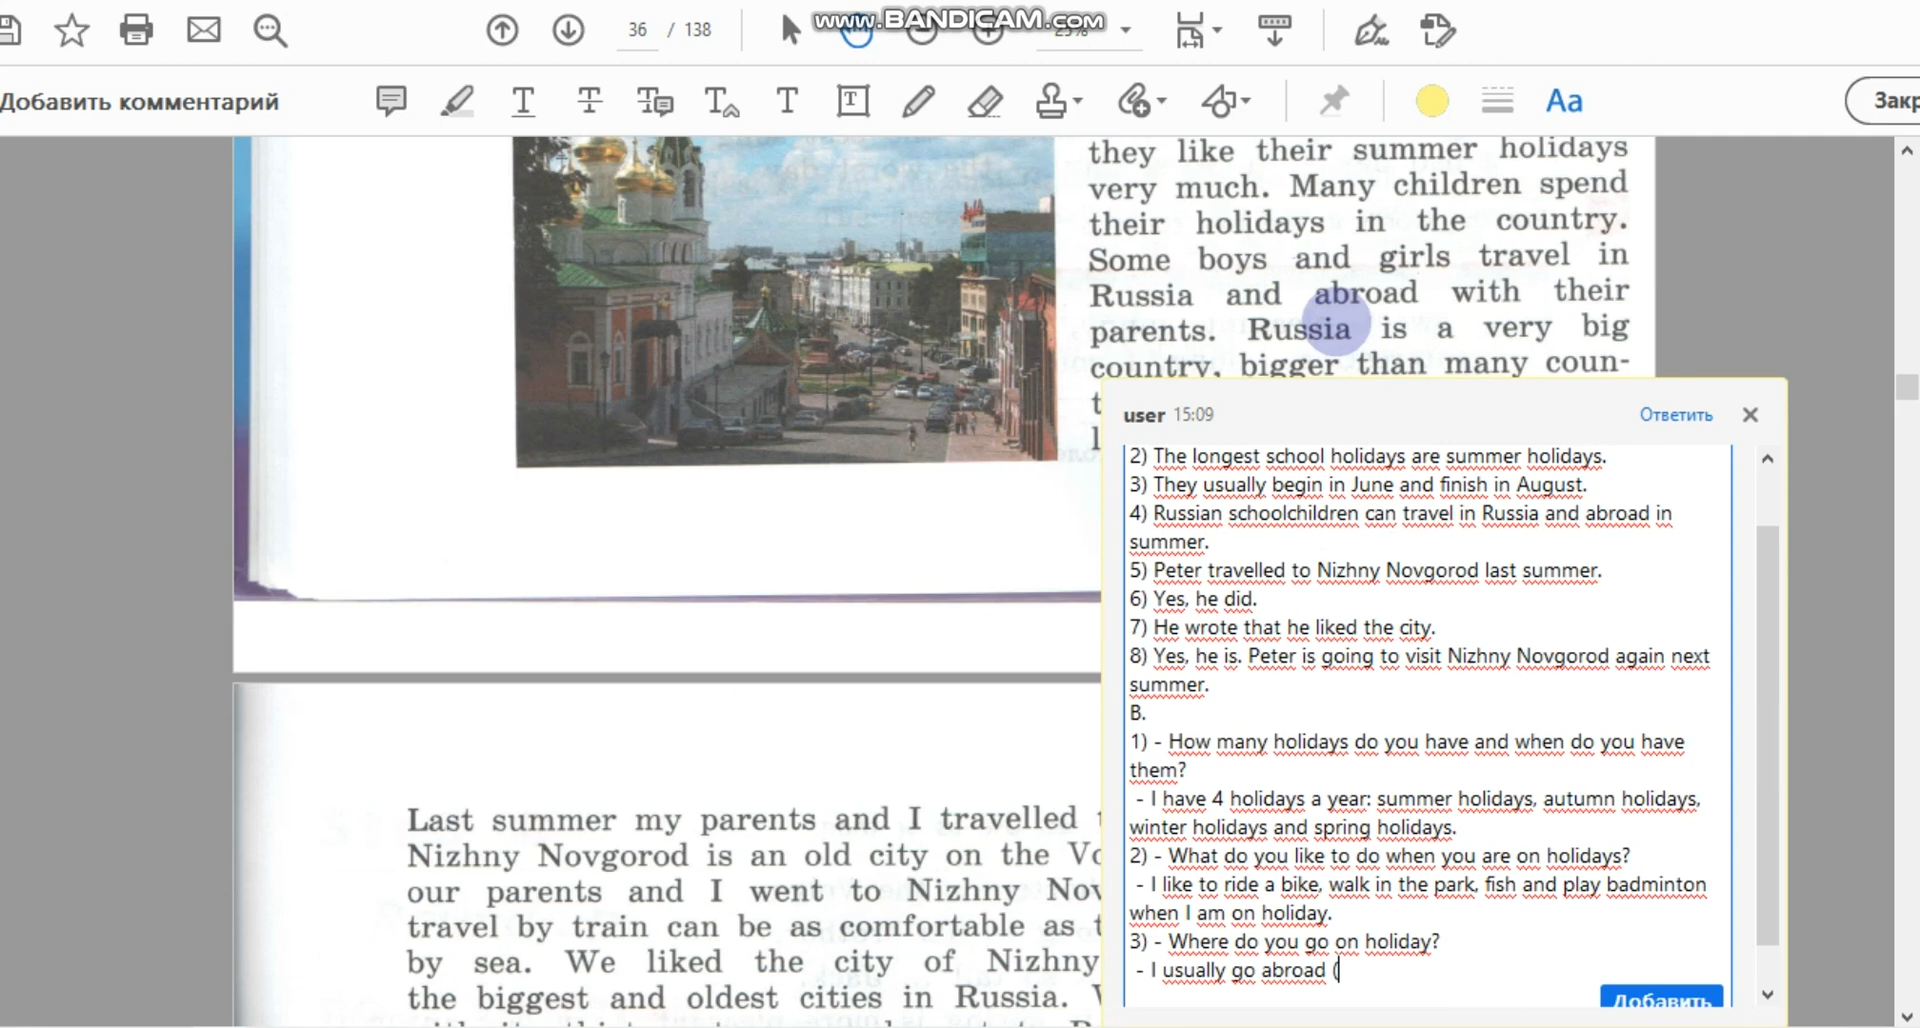 www.BANDICAM.com
36 / 138
25%
Добавить комментарий
Закр
Aa
they like their summer holidays
very much. Many children spend
their holidays in the country.
Some boys and girls travel in
Russia and abroad with their
parents. Russia is a very big
country, bigger than many coun-
user 15:09
Ответить
2) The longest school holidays are summer holidays.
3) They usually begin in June and finish in August.
4) Russian schoolchildren can travel in Russia and abroad in
summer.
5) Peter travelled to Nizhny Novgorod last summer.
6) Yes, he did.
7) He wrote that he liked the city.
8) Yes, he is. Peter is going to visit Nizhny Novgorod again next
summer.
B.
1) - How many holidays do you have and when do you have
them?
- I have 4 holidays a year: summer holidays, autumn holidays,
winter holidays and spring holidays.
2) - What do you like to do when you are on holidays?
- I like to ride a bike, walk in the park, fish and play badminton
when I am on holiday.
3) - Where do you go on holiday?
- I usually go abroad (
Добавить
Last summer my parents and I travelled
Nizhny Novgorod is an old city on the
our parents and I went to Nizhny Nov
travel by train can be as comfortable as
by sea. We liked the city of Nizhny
the biggest and oldest cities in Russia.